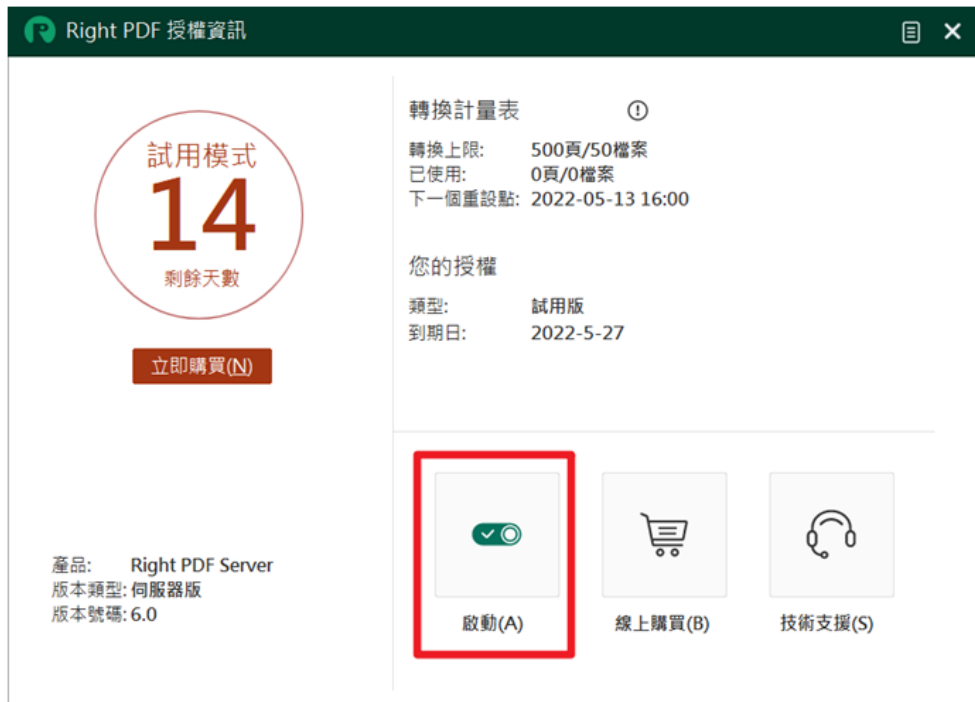 Right PDF 授權資訊
試用模式
14
剩餘天數
立即購買(N)
產品: Right PDF Server
版本類型: 伺服器版
版本號碼: 6.0
轉換計量表
轉換上限: 500頁/50檔案
已使用: 0頁/0檔案
下一個重設點: 2022-05-13 16:00
您的授權
類型: 試用版
到期日: 2022-5-27
啟動(A)
線上購買(B)
技術支援(S)